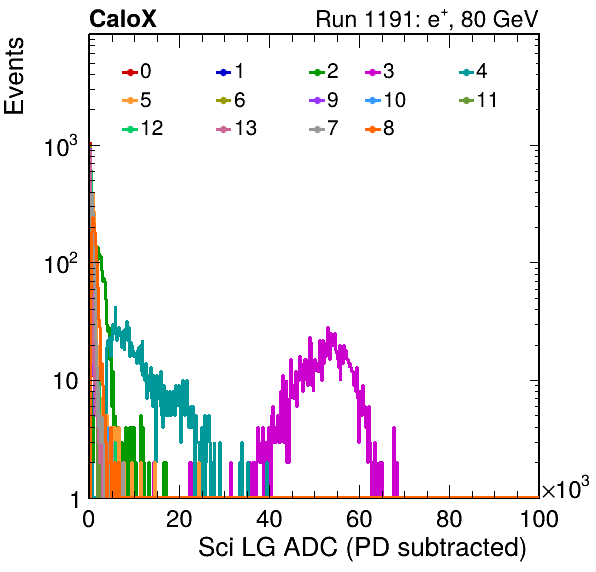 CaloX Run 1191: e⁺, 80 GeV
Events
0 1 2 3 4
5 6 9 10 11
12 13 7 8
10³
10²
10
1
0 20 40 60 80 100 ×10³
Sci LG ADC (PD subtracted)